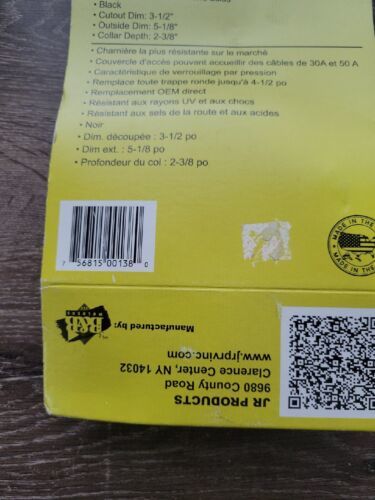 • Black
• Cutout Dim: 3-1/2"
• Outside Dim: 5-1/8"
• Collar Depth: 2-3/8"
• Charnière la plus résistante sur le marché
• Couvercle d'accès pouvant accueillir des câbles de 30A et 50 A
• Caractéristique de verrouillage par pression
• Remplace toute trappe ronde jusqu'à 4-1/2 po
• Remplacement OEM direct
• Résistant aux rayons UV et aux chocs
• Résistant aux sels de la route et aux acides
• Noir
• Dim. découpée : 3-1/2 po
• Dim ext. : 5-1/8 po
• Profondeur du col : 2-3/8 po
7 56815 00138 0
MADE IN THE
MADE IN THE
JR PRODUCTS
9680 County Road
Clarence Center, NY 14032
www.jrprvinc.com
Manufactured by:
B&B